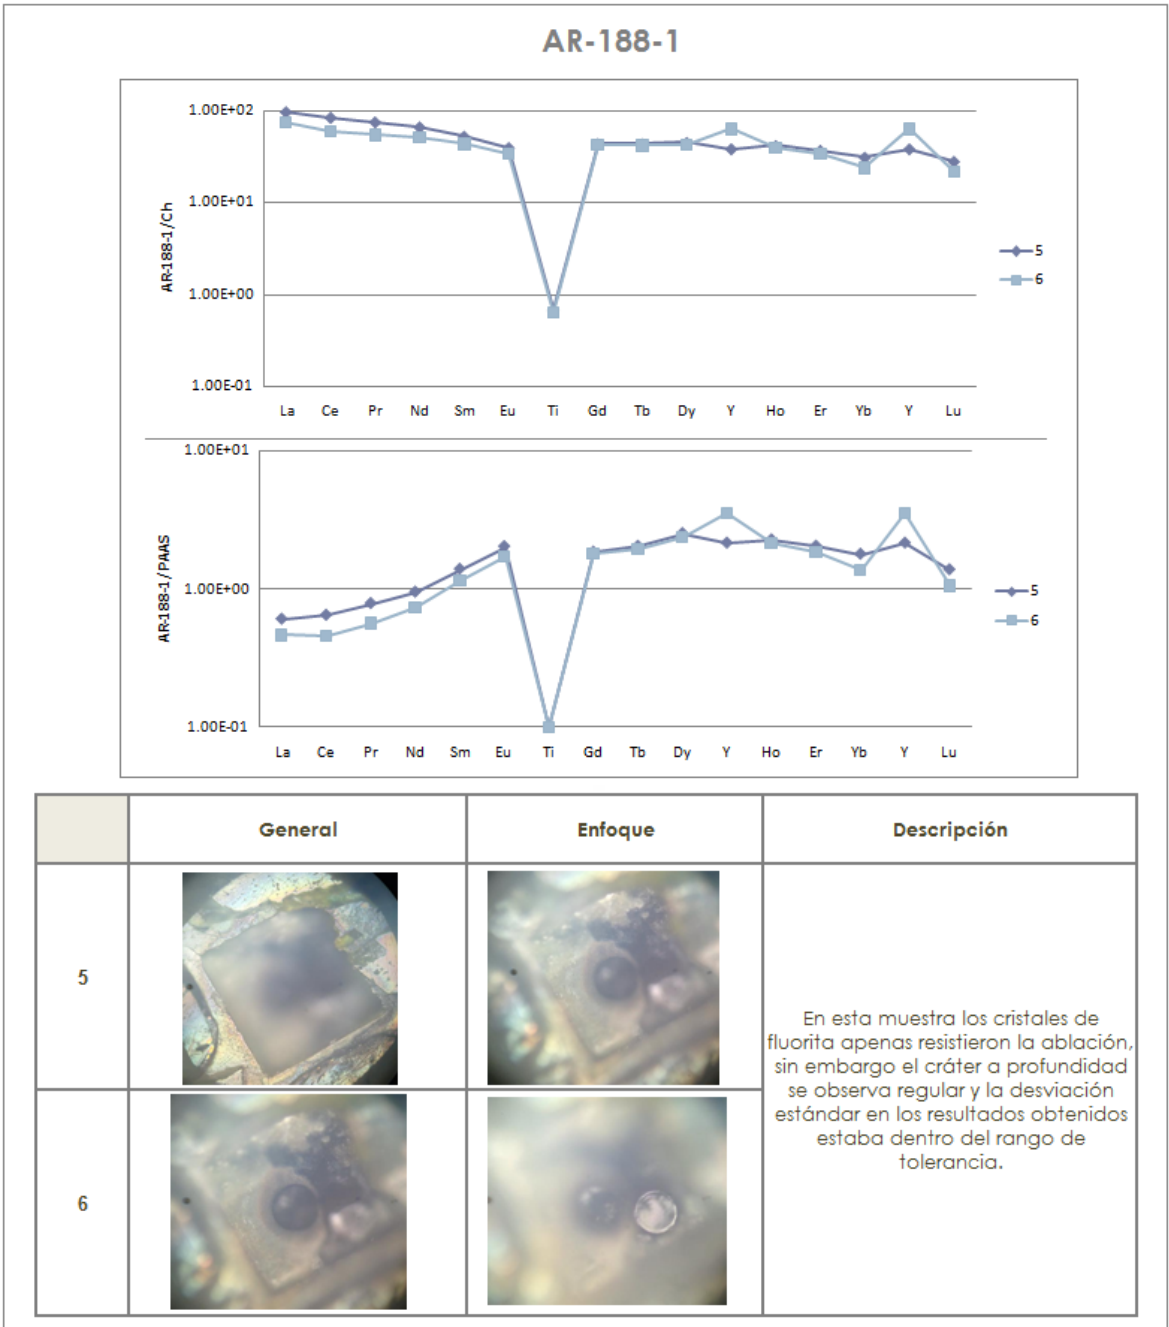 AR-188-1
1.00E+02
1.00E+01
1.00E+00
1.00E-01
AR-188-1/Ch
La Ce Pr Nd Sm Eu Ti Gd Tb Dy Y Ho Er Yb Y Lu
5
6
1.00E+01
1.00E+00
1.00E-01
AR-188-1/PAAS
La Ce Pr Nd Sm Eu Ti Gd Tb Dy Y Ho Er Yb Y Lu
5
6
General Enfoque Descripción
5
6
En esta muestra los cristales de
fluorita apenas resistieron la ablación,
sin embargo el cráter a profundidad
se observa regular y la desviación
estándar en los resultados obtenidos
estaba dentro del rango de
tolerancia.